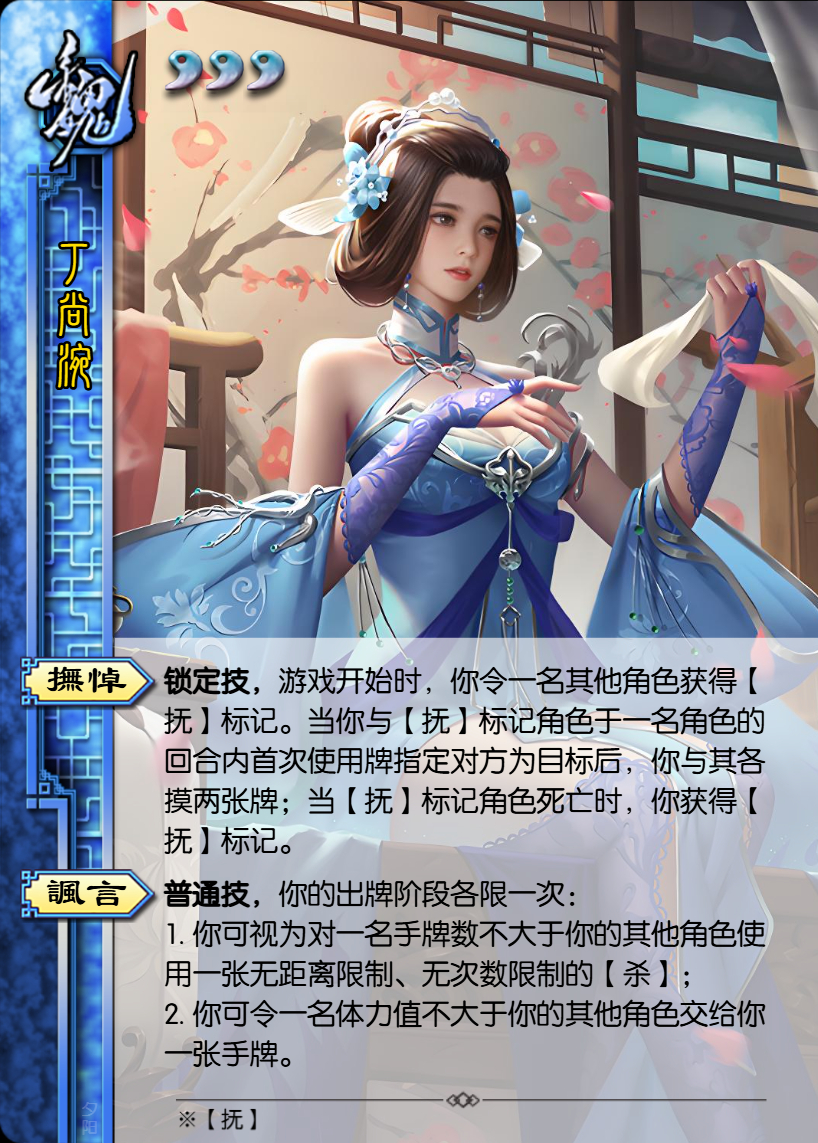 魏
丁尚涴
撫悼
锁定技，游戏开始时，你令一名其他角色获得【
抚】标记。当你与【抚】标记角色于一名角色的
回合内首次使用牌指定对方为目标后，你与其各
摸两张牌；当【抚】标记角色死亡时，你获得【
抚】标记。
諷言
普通技，你的出牌阶段各限一次：
1. 你可视为对一名手牌数不大于你的其他角色使
用一张无距离限制、无次数限制的【杀】；
2. 你可令一名体力值不大于你的其他角色交给你
一张手牌。
※【抚】
夕阳